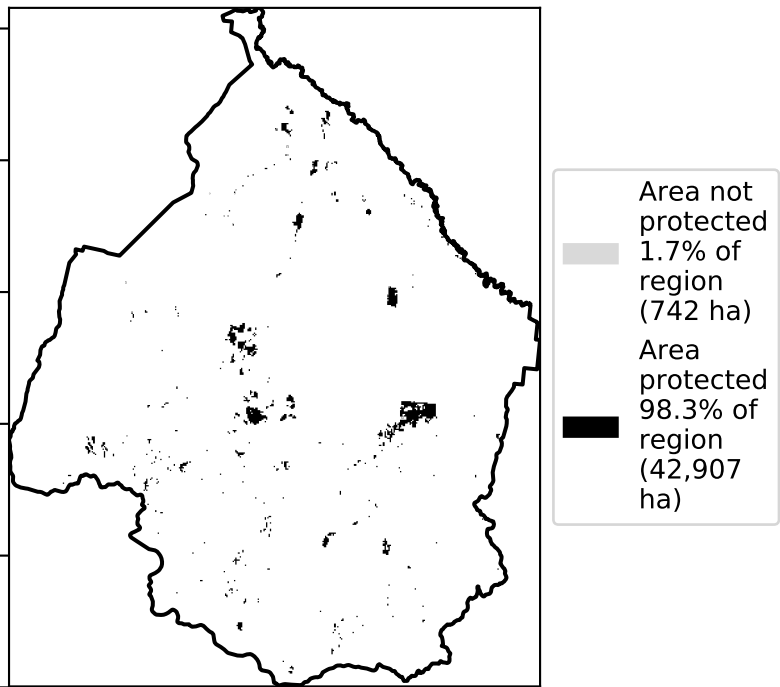 Area not
protected
1.7% of
region
(742 ha)
Area
protected
98.3% of
region
(42,907
ha)